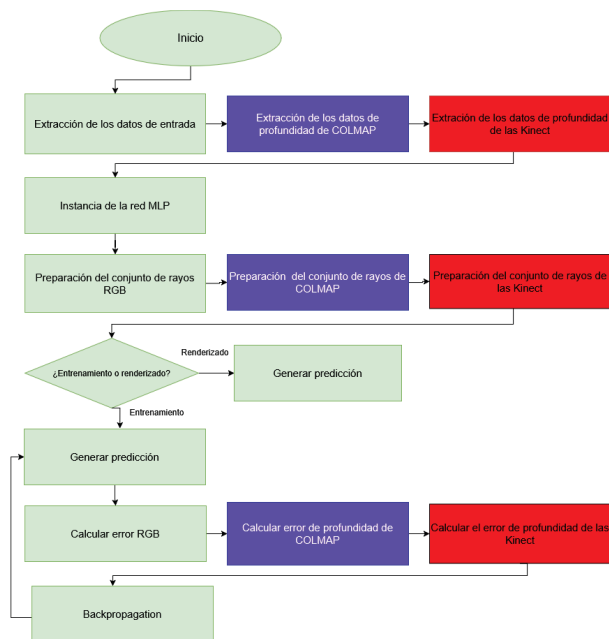 Inicio
Extracción de los datos de entrada
Extracción de los datos de
profundidad de COLMAP
Extración de los datos de profundidad
de las Kinect
Instancia de la red MLP
Preparación del conjunto de rayos
RGB
Preparación del conjunto de rayos de
COLMAP
Preparación del conjunto de rayos de
las Kinect
¿Entrenamiento o renderizado?
Renderizado
Generar predicción
Entrenamiento
Generar predicción
Calcular error RGB
Calcular error de profundidad de
COLMAP
Calcular el error de profundidad de las
Kinect
Backpropagation